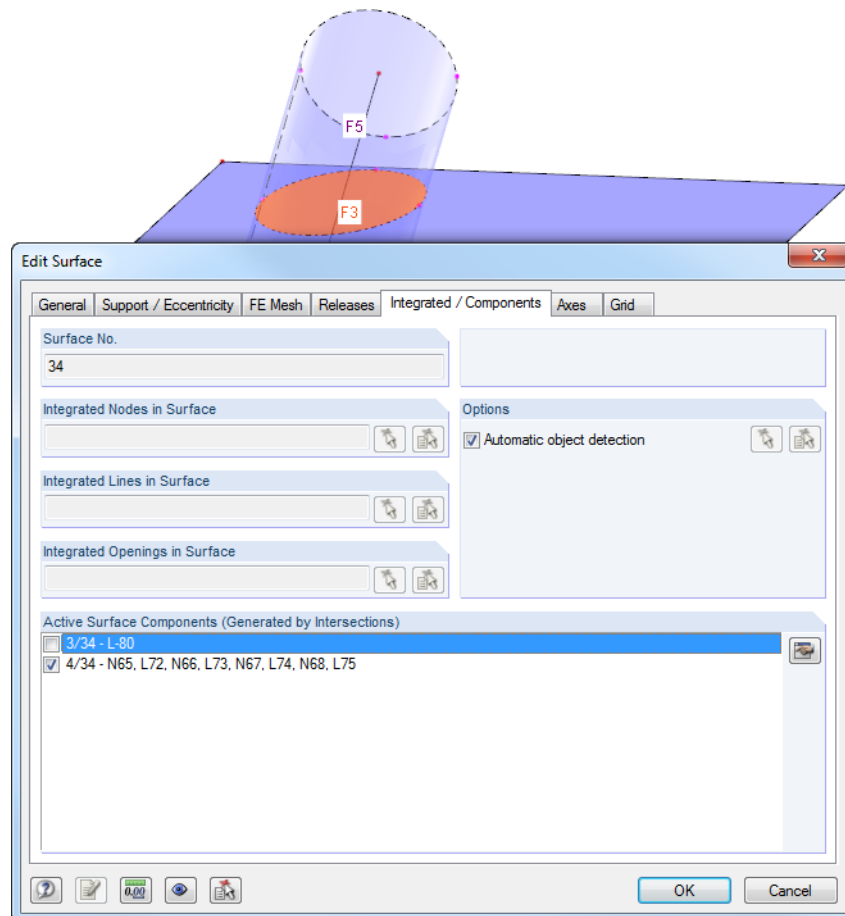 F5
F3
Edit Surface
General Support / Eccentricity FE Mesh Releases Integrated / Components Axes Grid
Surface No.
34
Integrated Nodes in Surface
Options
Automatic object detection
Integrated Lines in Surface
Integrated Openings in Surface
Active Surface Components (Generated by Intersections)
3/34 - L-80
4/34 - N65, L72, N66, L73, N67, L74, N68, L75
0.00
OK Cancel